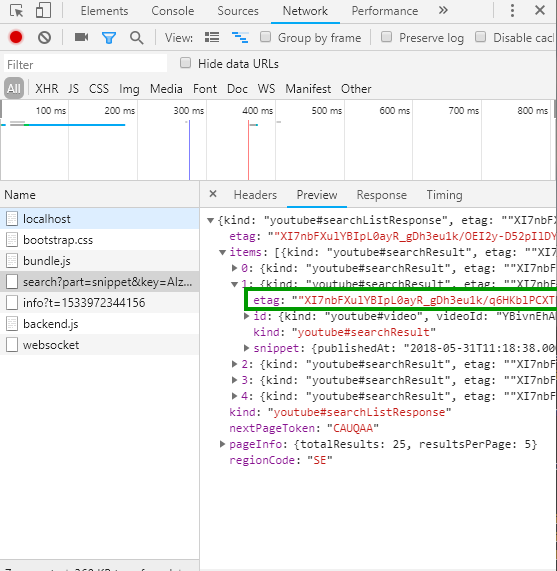 Elements Console Sources Network Performance
View: Group by frame Preserve log Disable cach
Filter Hide data URLs
All XHR JS CSS Img Media Font Doc WS Manifest Other
100 ms 200 ms 300 ms 400 ms 500 ms 600 ms 700 ms 800 ms
Name
localhost
bootstrap.css
bundle.js
search?part=snippet&key=AIz...
info?t=1533972344156
backend.js
websocket
Headers Preview Response Timing
{kind: "youtube#searchListResponse", etag: ""XI7nbFXulYBIpL0ayR_gDh3eu1k/
etag: ""XI7nbFXulYBIpL0ayR_gDh3eu1k/OEI2y-D52pIlDY
items: [{kind: "youtube#searchResult", etag: ""XI7nbF
0: {kind: "youtube#searchResult", etag: ""XI7nbF
1: {kind: "youtube#searchResult", etag: ""XI7nbF
etag: ""XI7nbFXulYBIpL0ayR_gDh3eu1k/q6HKblPCXT
id: {kind: "youtube#video", videoId: "YBivnEhA
kind: "youtube#searchResult"
snippet: {publishedAt: "2018-05-31T11:18:38.00
2: {kind: "youtube#searchResult", etag: ""XI7nbF
3: {kind: "youtube#searchResult", etag: ""XI7nbF
4: {kind: "youtube#searchResult", etag: ""XI7nbF
kind: "youtube#searchListResponse"
nextPageToken: "CAUQAA"
pageInfo: {totalResults: 25, resultsPerPage: 5}
regionCode: "SE"